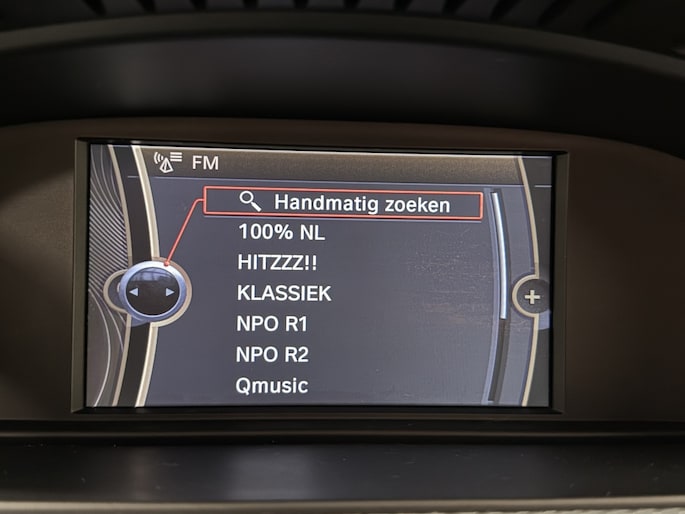 FM
Handmatig zoeken
100% NL
HITZZZ!!
KLASSIEK
NPO R1
NPO R2
Qmusic